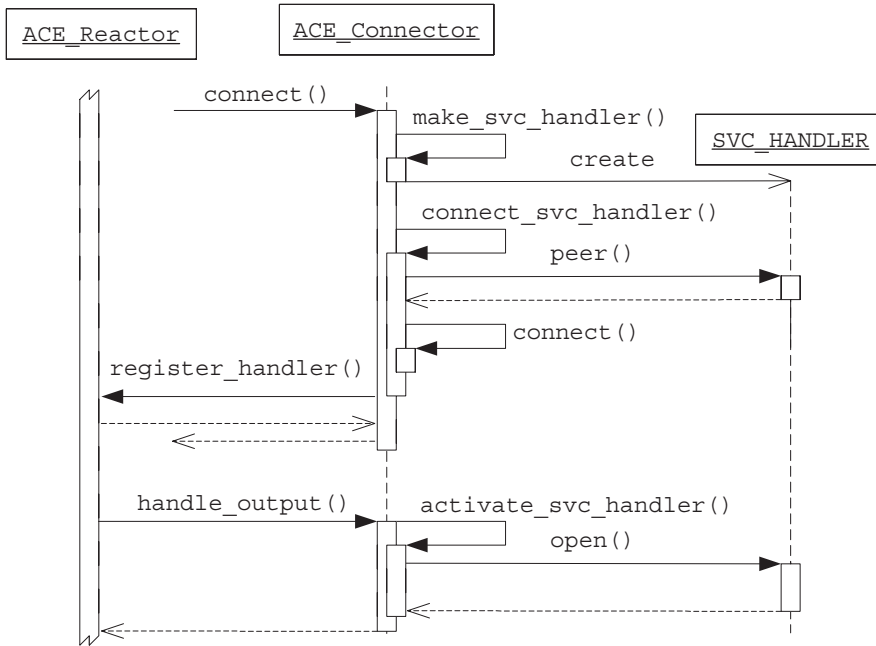 ACE_Reactor
ACE_Connector
connect()
make_svc_handler()
SVC_HANDLER
create
connect_svc_handler()
peer()
connect()
register_handler()
handle_output()
activate_svc_handler()
open()